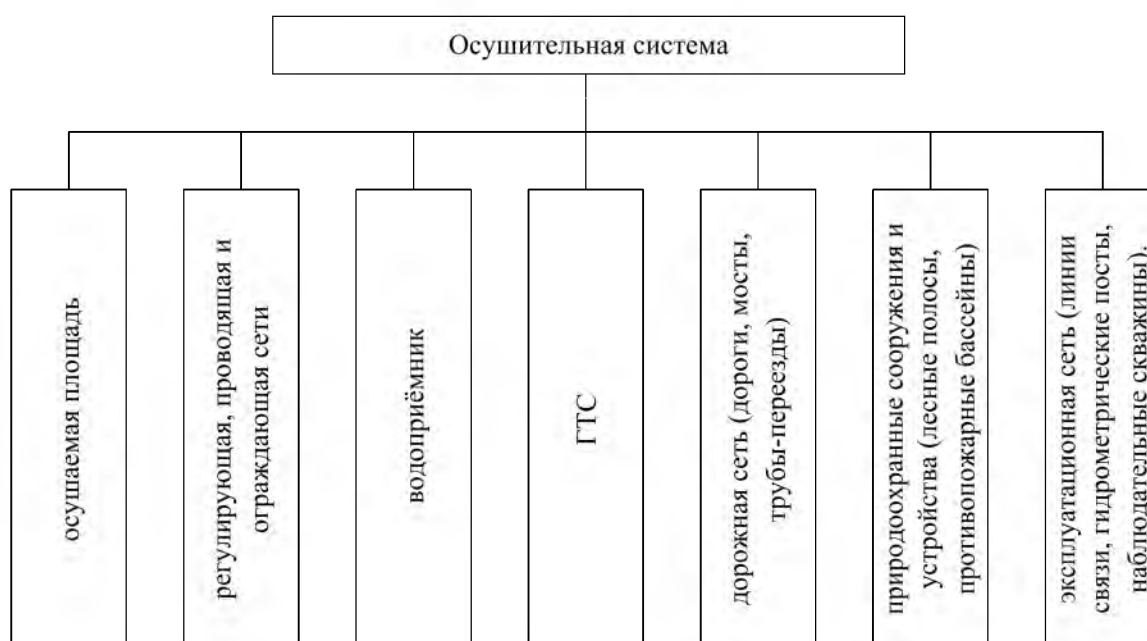 Осушительная система
осушаемая площадь
регулирующая, проводящая и
ограждающая сети
водоприёмник
ГТС
дорожная сеть (дороги, мосты,
трубы-переезды)
природоохранные сооружения и
устройства (лесные полосы,
противопожарные бассейны)
эксплуатационная сеть (линии
связи, гидрометрические посты,
наблюдательные скважины).